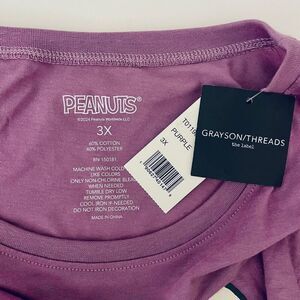 PEANUTS
©2024 Peanuts Worldwide LLC
3X
60% COTTON
40% POLYESTER
RN 150181
MACHINE WASH COLD
LIKE COLORS
ONLY NON-CHLORINE BLEACH
WHEN NEEDED
TUMBLE DRY LOW
REMOVE PROMPTLY
COOL IRON IF NEEDED
DO NOT IRON DECORATION
MADE IN CHINA
PURPLE
3X
GRAYSON/THREADS
the label